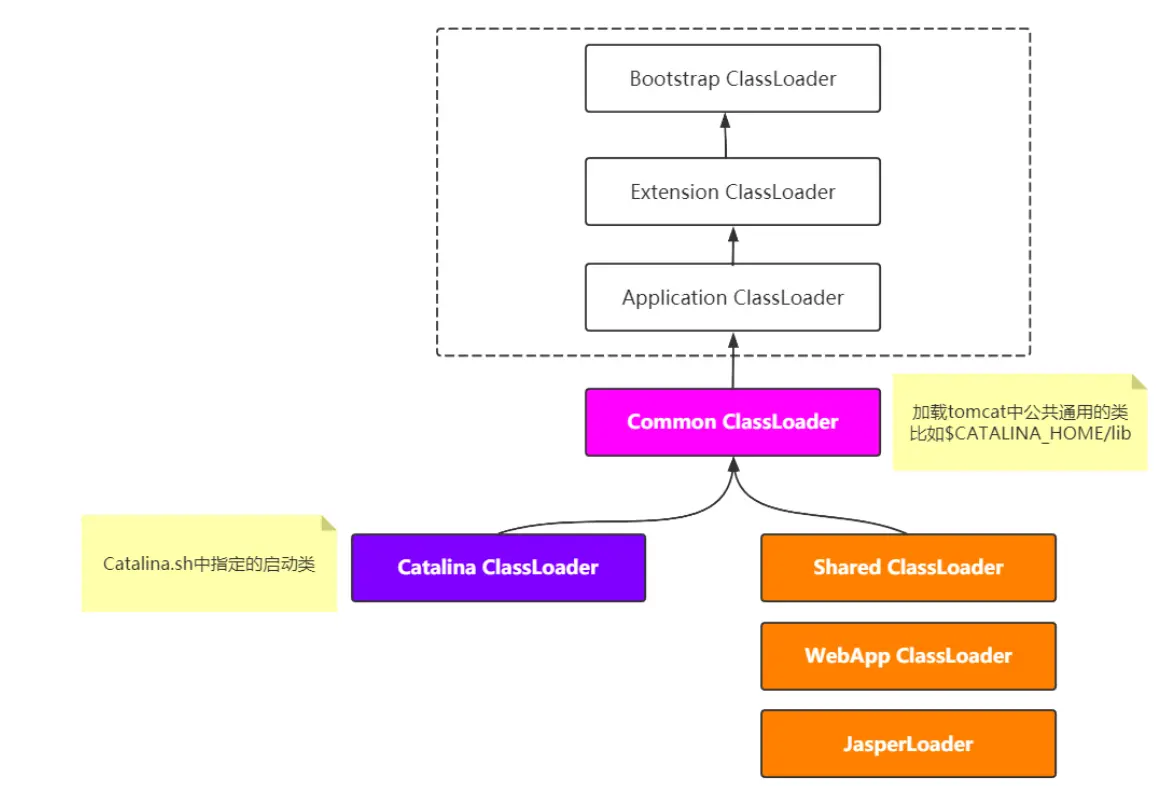 Bootstrap ClassLoader
Extension ClassLoader
Application ClassLoader
Common ClassLoader
加载tomcat中公共通用的类
比如$CATALINA_HOME/lib
Catalina.sh中指定的启动类
Catalina ClassLoader
Shared ClassLoader
WebApp ClassLoader
JasperLoader